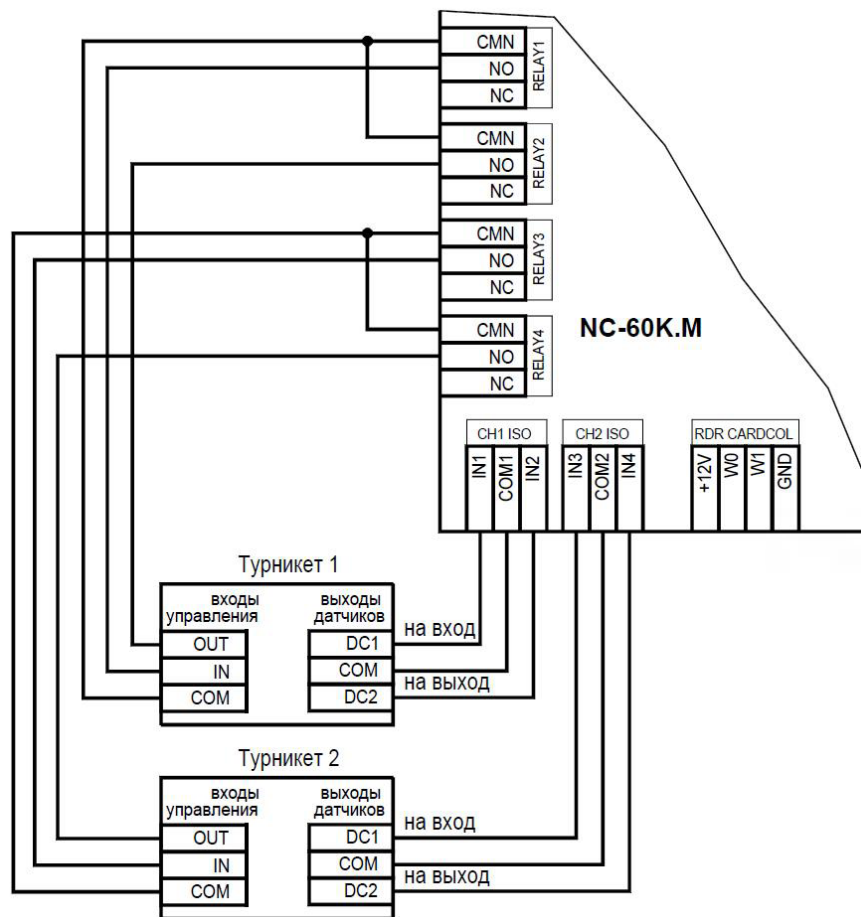 CMN
NO
NC
RELAY1
CMN
NO
NC
RELAY2
CMN
NO
NC
RELAY3
CMN
NO
NC
RELAY4
NC-60K.M
CH1 ISO
IN1
COM1
IN2
CH2 ISO
IN3
COM2
IN4
RDR CARDCOL
+12V
W0
W1
GND
Турникет 1
входы
управления
OUT
IN
COM
выходы
датчиков
DC1
COM
DC2
на вход
на выход
Турникет 2
входы
управления
OUT
IN
COM
выходы
датчиков
DC1
COM
DC2
на вход
на выход